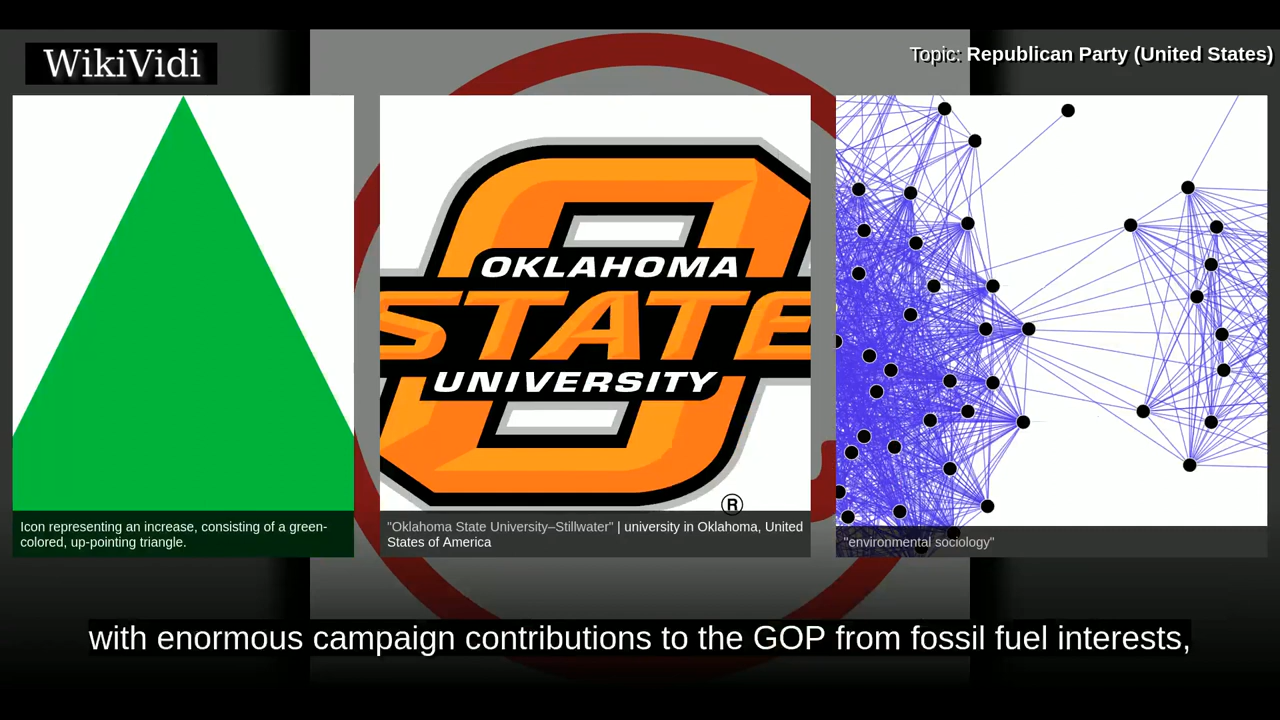 WikiVidi
Topic: Republican Party (United States)
OKLAHOMA
STATE
UNIVERSITY
®
Icon representing an increase, consisting of a green-
colored, up-pointing triangle.
"Oklahoma State University–Stillwater" | university in Oklahoma, United
States of America
"environmental sociology"
with enormous campaign contributions to the GOP from fossil fuel interests,